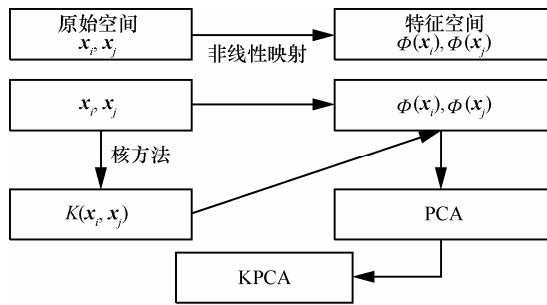 原始空间 特征空间
x_i, x_j 非线性映射 Φ(x_i), Φ(x_j)
x_i, x_j Φ(x_i), Φ(x_j)
核方法
K(x_i, x_j) PCA
KPCA